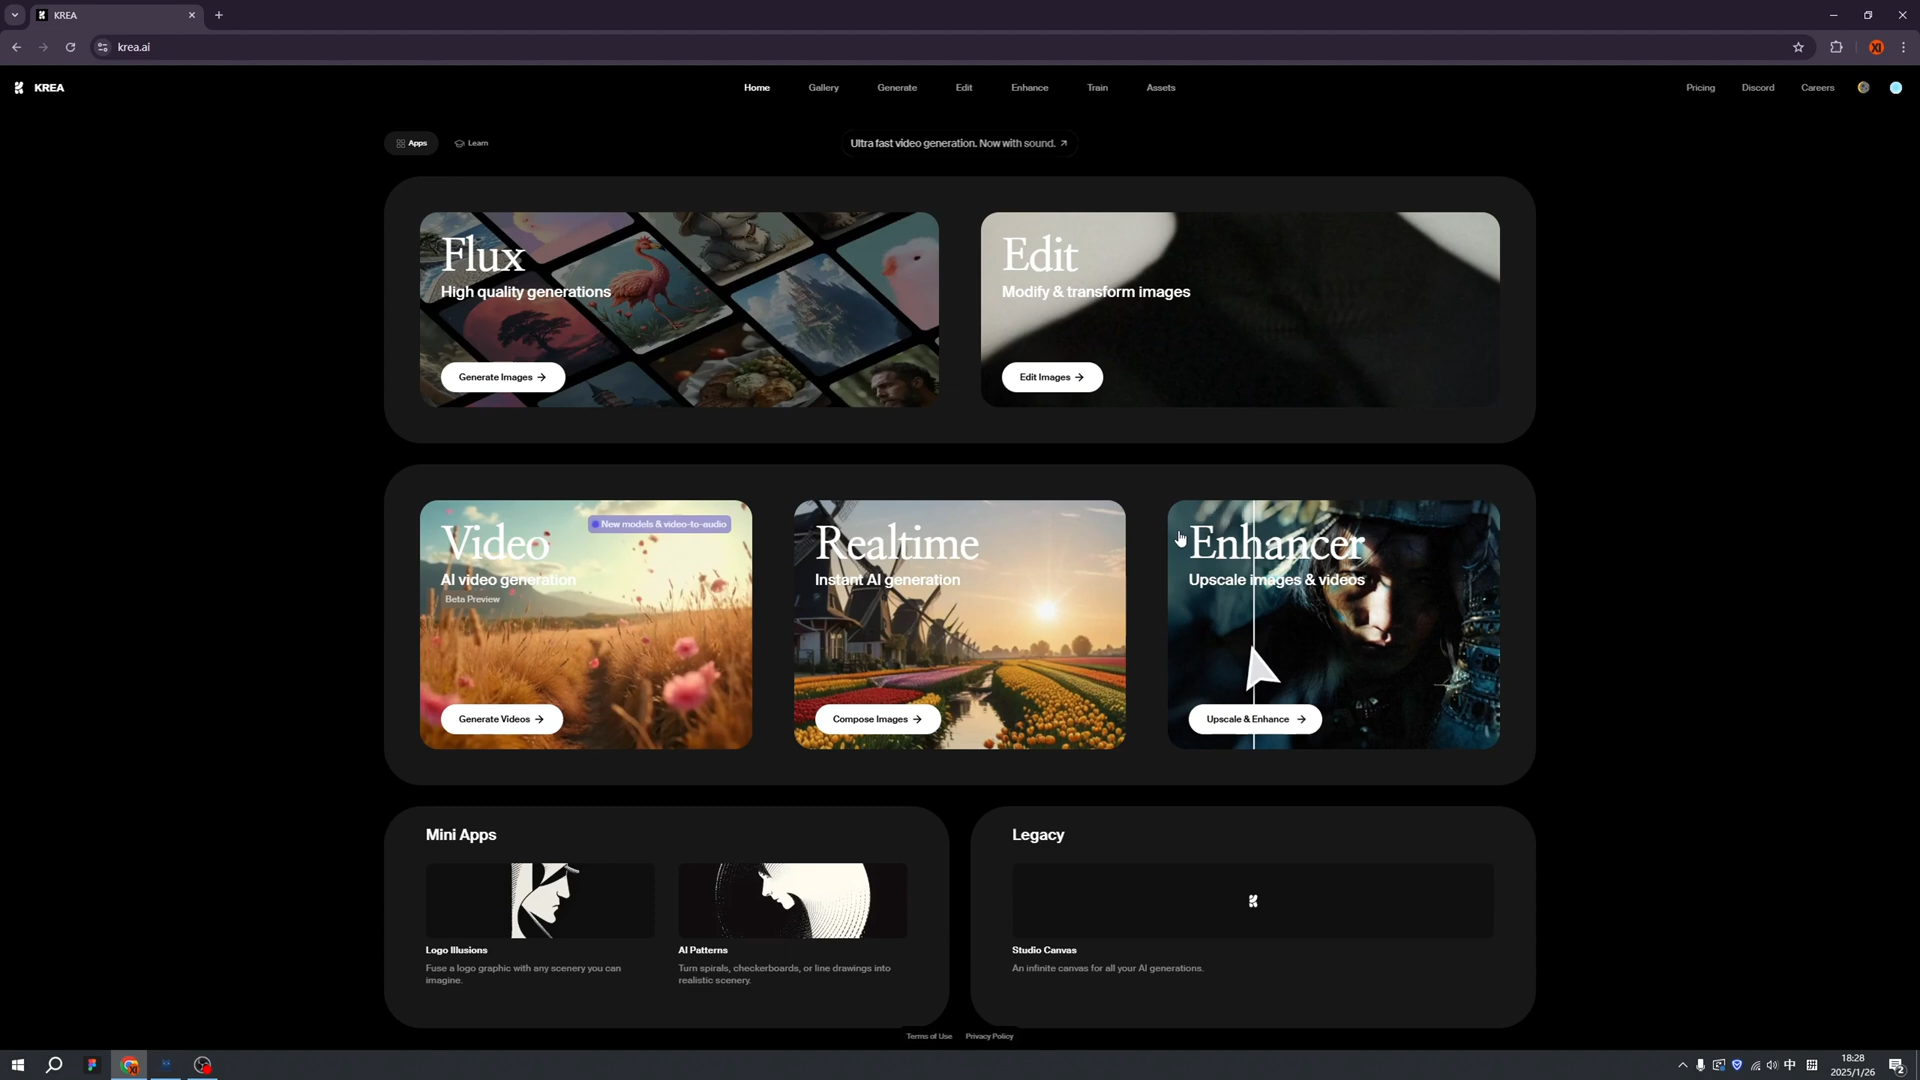 KREA
krea.ai
KREA
Home
Gallery
Generate
Edit
Enhance
Train
Assets
Pricing
Discord
Careers
Apps
Learn
Ultra fast video generation. Now with sound.
Flux
High quality generations
Generate Images
Edit
Modify & transform images
Edit Images
Video
New models & video-to-audio
AI video generation
Beta Preview
Generate Videos
Realtime
Instant AI generation
Compose Images
Enhancer
Upscale images & videos
Upscale & Enhance
Mini Apps
Logo Illusions
Fuse a logo graphic with any scenery you can
imagine.
AI Patterns
Turn spirals, checkerboards, or line drawings into
realistic scenery.
Legacy
Studio Canvas
An infinite canvas for all your AI generations.
Terms of Use
Privacy Policy
中
18:28
2025/1/26
2